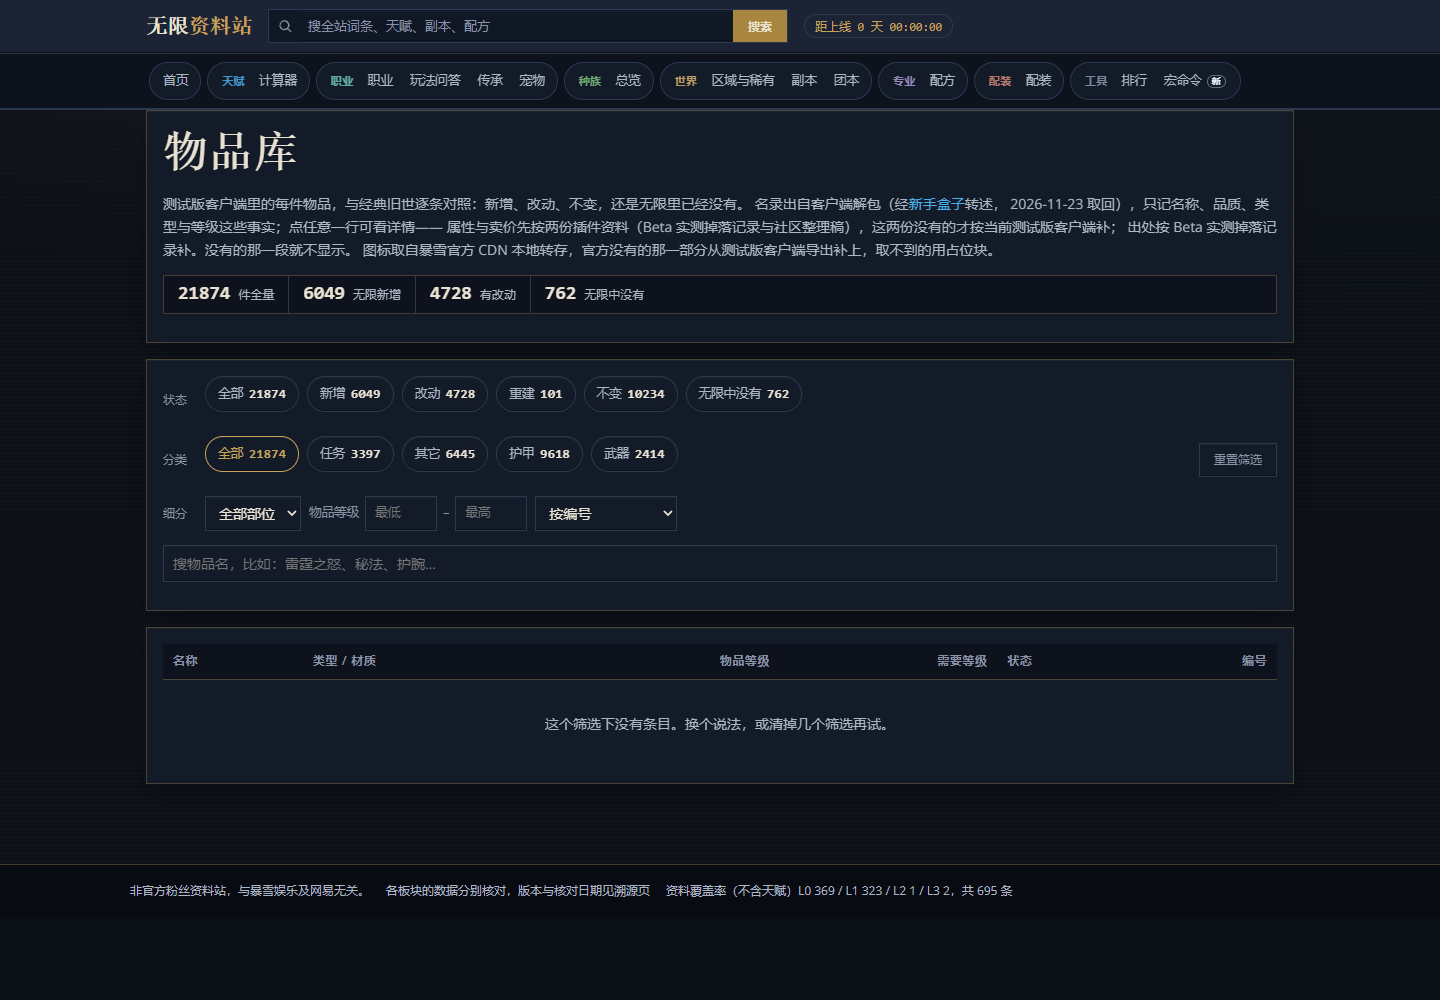 无限资料站 搜全站词条、天赋、副本、配方 搜索 距上线 0 天 00:00:00
首页 天赋 计算器 职业 职业 玩法问答 传承 宠物 种族 总览 世界 区域与稀有 副本 团本 专业 配方 配装 配装 工具 排行 宏命令 新
物品库
测试版客户端里的每件物品，与经典旧世逐条对照：新增、改动、不变，还是无限里已经没有。 名录出自客户端解包（经新手盒子转述， 2026-11-23 取回），只记名称、品质、类
型与等级这些事实；点任意一行可看详情—— 属性与卖价先按两份插件资料（Beta 实测掉落记录与社区整理稿），这两份没有的才按当前测试版客户端补； 出处按 Beta 实测掉落记
录补。没有的那一段就不显示。 图标取自暴雪官方 CDN 本地转存，官方没有的那一部分从测试版客户端导出补上，取不到的用占位块。
21874 件全量 6049 无限新增 4728 有改动 762 无限中没有
状态 全部 21874 新增 6049 改动 4728 重建 101 不变 10234 无限中没有 762
分类 全部 21874 任务 3397 其它 6445 护甲 9618 武器 2414 重置筛选
细分 全部部位 物品等级 最低 – 最高 按编号
搜物品名，比如：雷霆之怒、秘法、护腕…
名称 类型 / 材质 物品等级 需要等级 状态 编号
这个筛选下没有条目。换个说法，或清掉几个筛选再试。
非官方粉丝资料站，与暴雪娱乐及网易无关。 各板块的数据分别核对，版本与核对日期见溯源页 资料覆盖率（不含天赋）L0 369 / L1 323 / L2 1 / L3 2，共 695 条